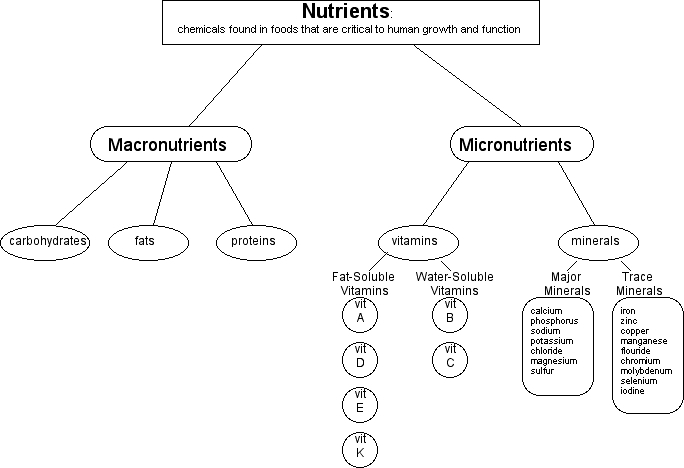 Nutrients:
chemicals found in foods that are critical to human growth and function
Macronutrients
Micronutrients
carbohydrates
fats
proteins
vitamins
minerals
Fat-Soluble
Vitamins
Water-Soluble
Vitamins
Major
Minerals
Trace
Minerals
vit
A
vit
D
vit
E
vit
K
vit
B
vit
C
calcium
phosphorus
sodium
potassium
chloride
magnesium
sulfur
iron
zinc
copper
manganese
flouride
chromium
molybdenum
selenium
iodine